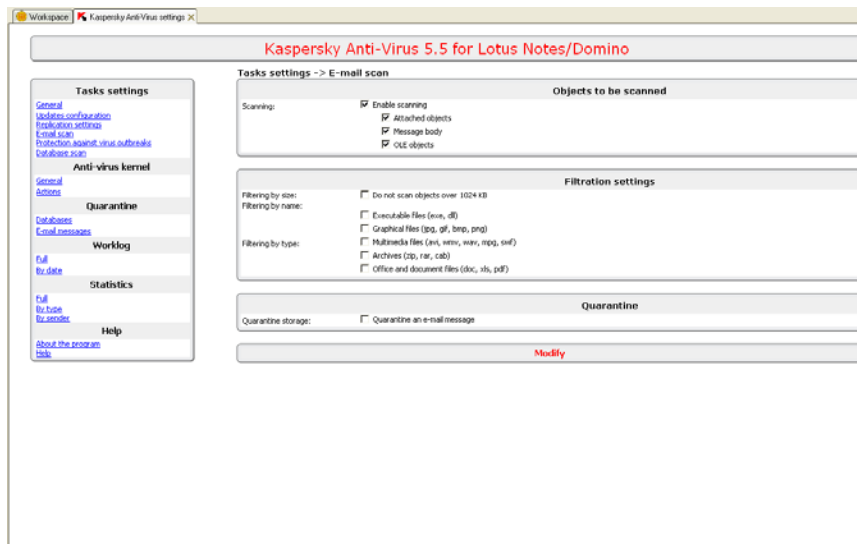 Workspace
Kaspersky Anti-Virus settings
Kaspersky Anti-Virus 5.5 for Lotus Notes/Domino
Tasks settings
General
Updates configuration
Replication settings
E-mail scan
Protection against virus outbreaks
Database scan
Anti-virus kernel
General
Actions
Quarantine
Databases
E-mail messages
Worklog
Full
By date
Statistics
Full
By type
By sender
Help
About the program
Help
Tasks settings -> E-mail scan
Objects to be scanned
Scanning:
Enable scanning
Attached objects
Message body
OLE objects
Filtration settings
Filtering by size:
Do not scan objects over 1024 KB
Filtering by name:
Executable files (exe, dll)
Graphical files (jpg, gif, bmp, png)
Filtering by type:
Multimedia files (avi, wmv, wav, mpg, swf)
Archives (zip, rar, cab)
Office and document files (doc, xls, pdf)
Quarantine
Quarantine storage:
Quarantine an e-mail message
Modify